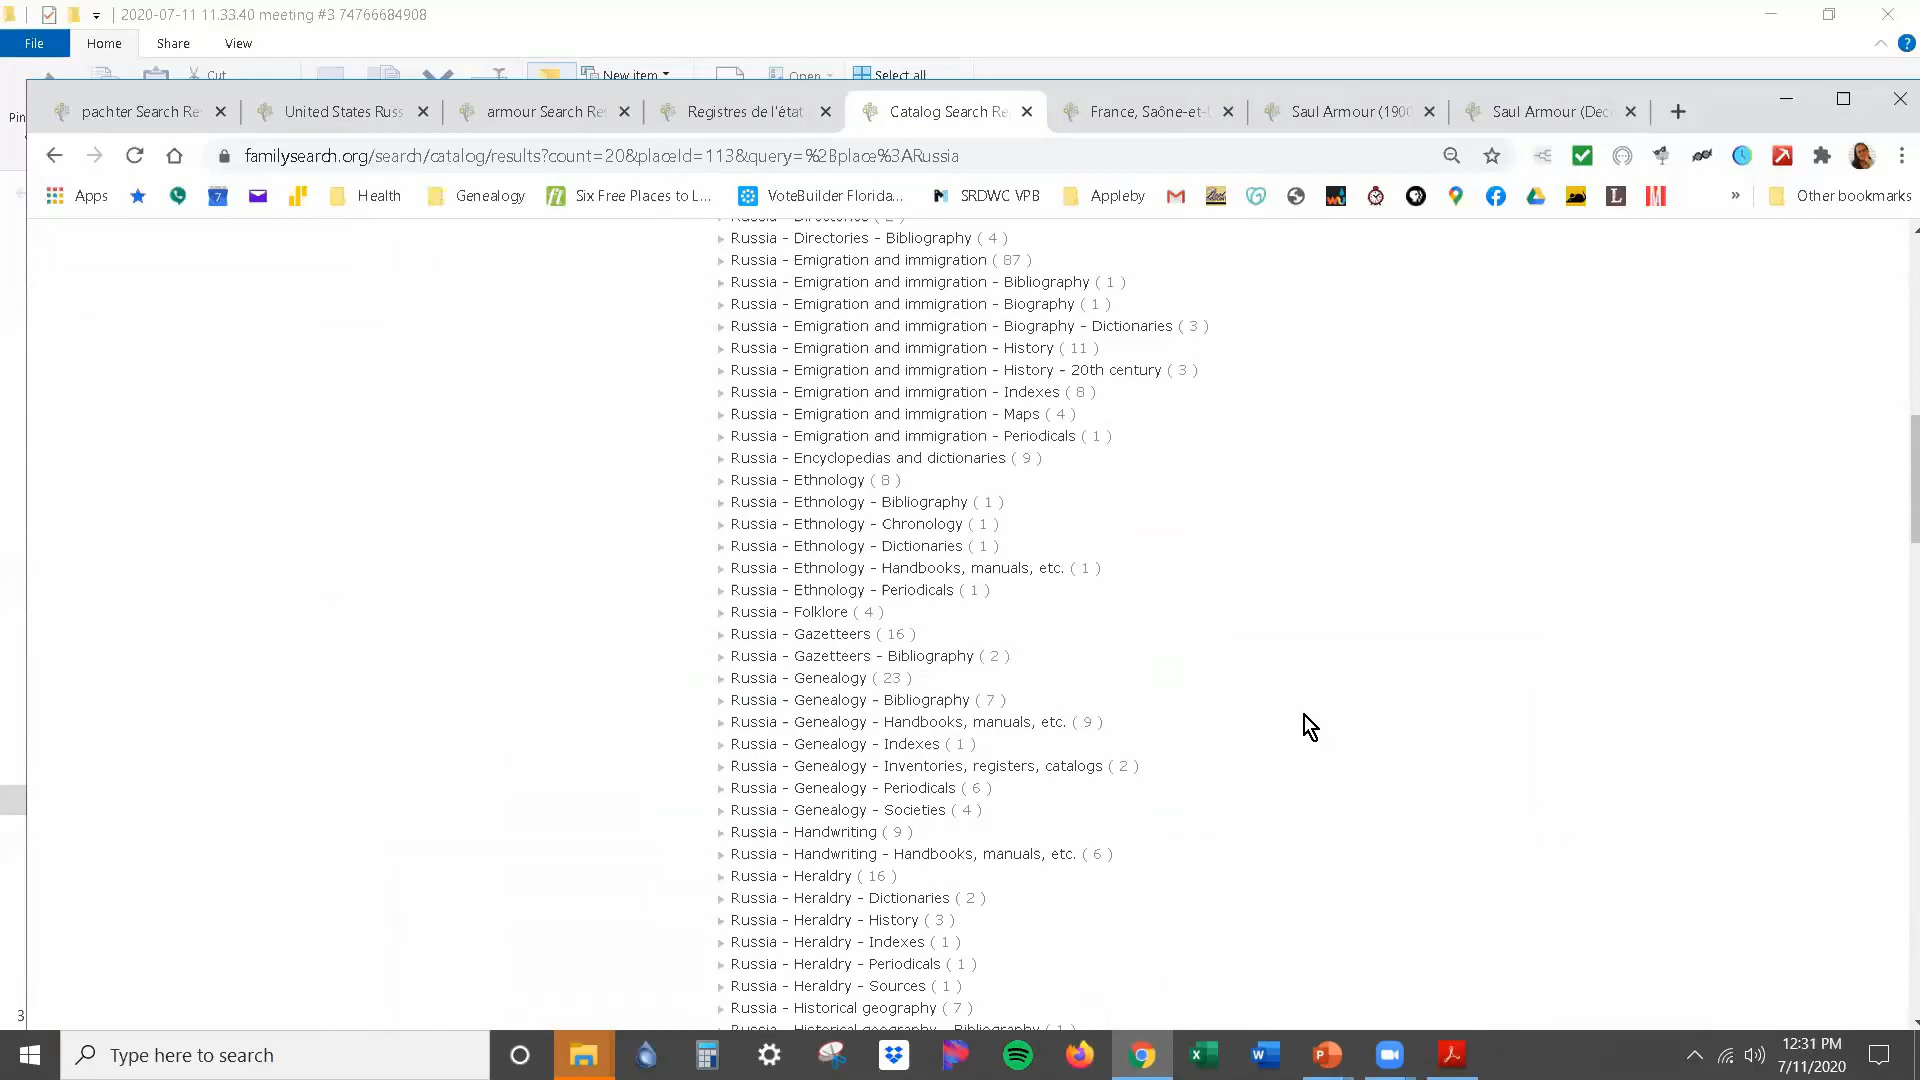 2020-07-11 11.33.40 meeting #3 74766684908
File Home Share View
Cut New item Open Select all
Pin
pachter Search Re United States Russ armour Search Re Registres de l'état Catalog Search Re France, Saône-et-L Saul Armour (1900 Saul Armour (Dec
familysearch.org/search/catalog/results?count=20&placeId=113&query=%2Bplace%3ARussia
Apps Health Genealogy Six Free Places to L... VoteBuilder Florida... SRDWC VPB Appleby » Other bookmarks
Russia - Directories ( 2 )
Russia - Directories - Bibliography ( 4 )
Russia - Emigration and immigration ( 87 )
Russia - Emigration and immigration - Bibliography ( 1 )
Russia - Emigration and immigration - Biography ( 1 )
Russia - Emigration and immigration - Biography - Dictionaries ( 3 )
Russia - Emigration and immigration - History ( 11 )
Russia - Emigration and immigration - History - 20th century ( 3 )
Russia - Emigration and immigration - Indexes ( 8 )
Russia - Emigration and immigration - Maps ( 4 )
Russia - Emigration and immigration - Periodicals ( 1 )
Russia - Encyclopedias and dictionaries ( 9 )
Russia - Ethnology ( 8 )
Russia - Ethnology - Bibliography ( 1 )
Russia - Ethnology - Chronology ( 1 )
Russia - Ethnology - Dictionaries ( 1 )
Russia - Ethnology - Handbooks, manuals, etc. ( 1 )
Russia - Ethnology - Periodicals ( 1 )
Russia - Folklore ( 4 )
Russia - Gazetteers ( 16 )
Russia - Gazetteers - Bibliography ( 2 )
Russia - Genealogy ( 23 )
Russia - Genealogy - Bibliography ( 7 )
Russia - Genealogy - Handbooks, manuals, etc. ( 9 )
Russia - Genealogy - Indexes ( 1 )
Russia - Genealogy - Inventories, registers, catalogs ( 2 )
Russia - Genealogy - Periodicals ( 6 )
Russia - Genealogy - Societies ( 4 )
Russia - Handwriting ( 9 )
Russia - Handwriting - Handbooks, manuals, etc. ( 6 )
Russia - Heraldry ( 16 )
Russia - Heraldry - Dictionaries ( 2 )
Russia - Heraldry - History ( 3 )
Russia - Heraldry - Indexes ( 1 )
Russia - Heraldry - Periodicals ( 1 )
Russia - Heraldry - Sources ( 1 )
Russia - Historical geography ( 7 )
Russia - Historical geography - Bibliography ( 1 )
3
Type here to search
12:31 PM
7/11/2020